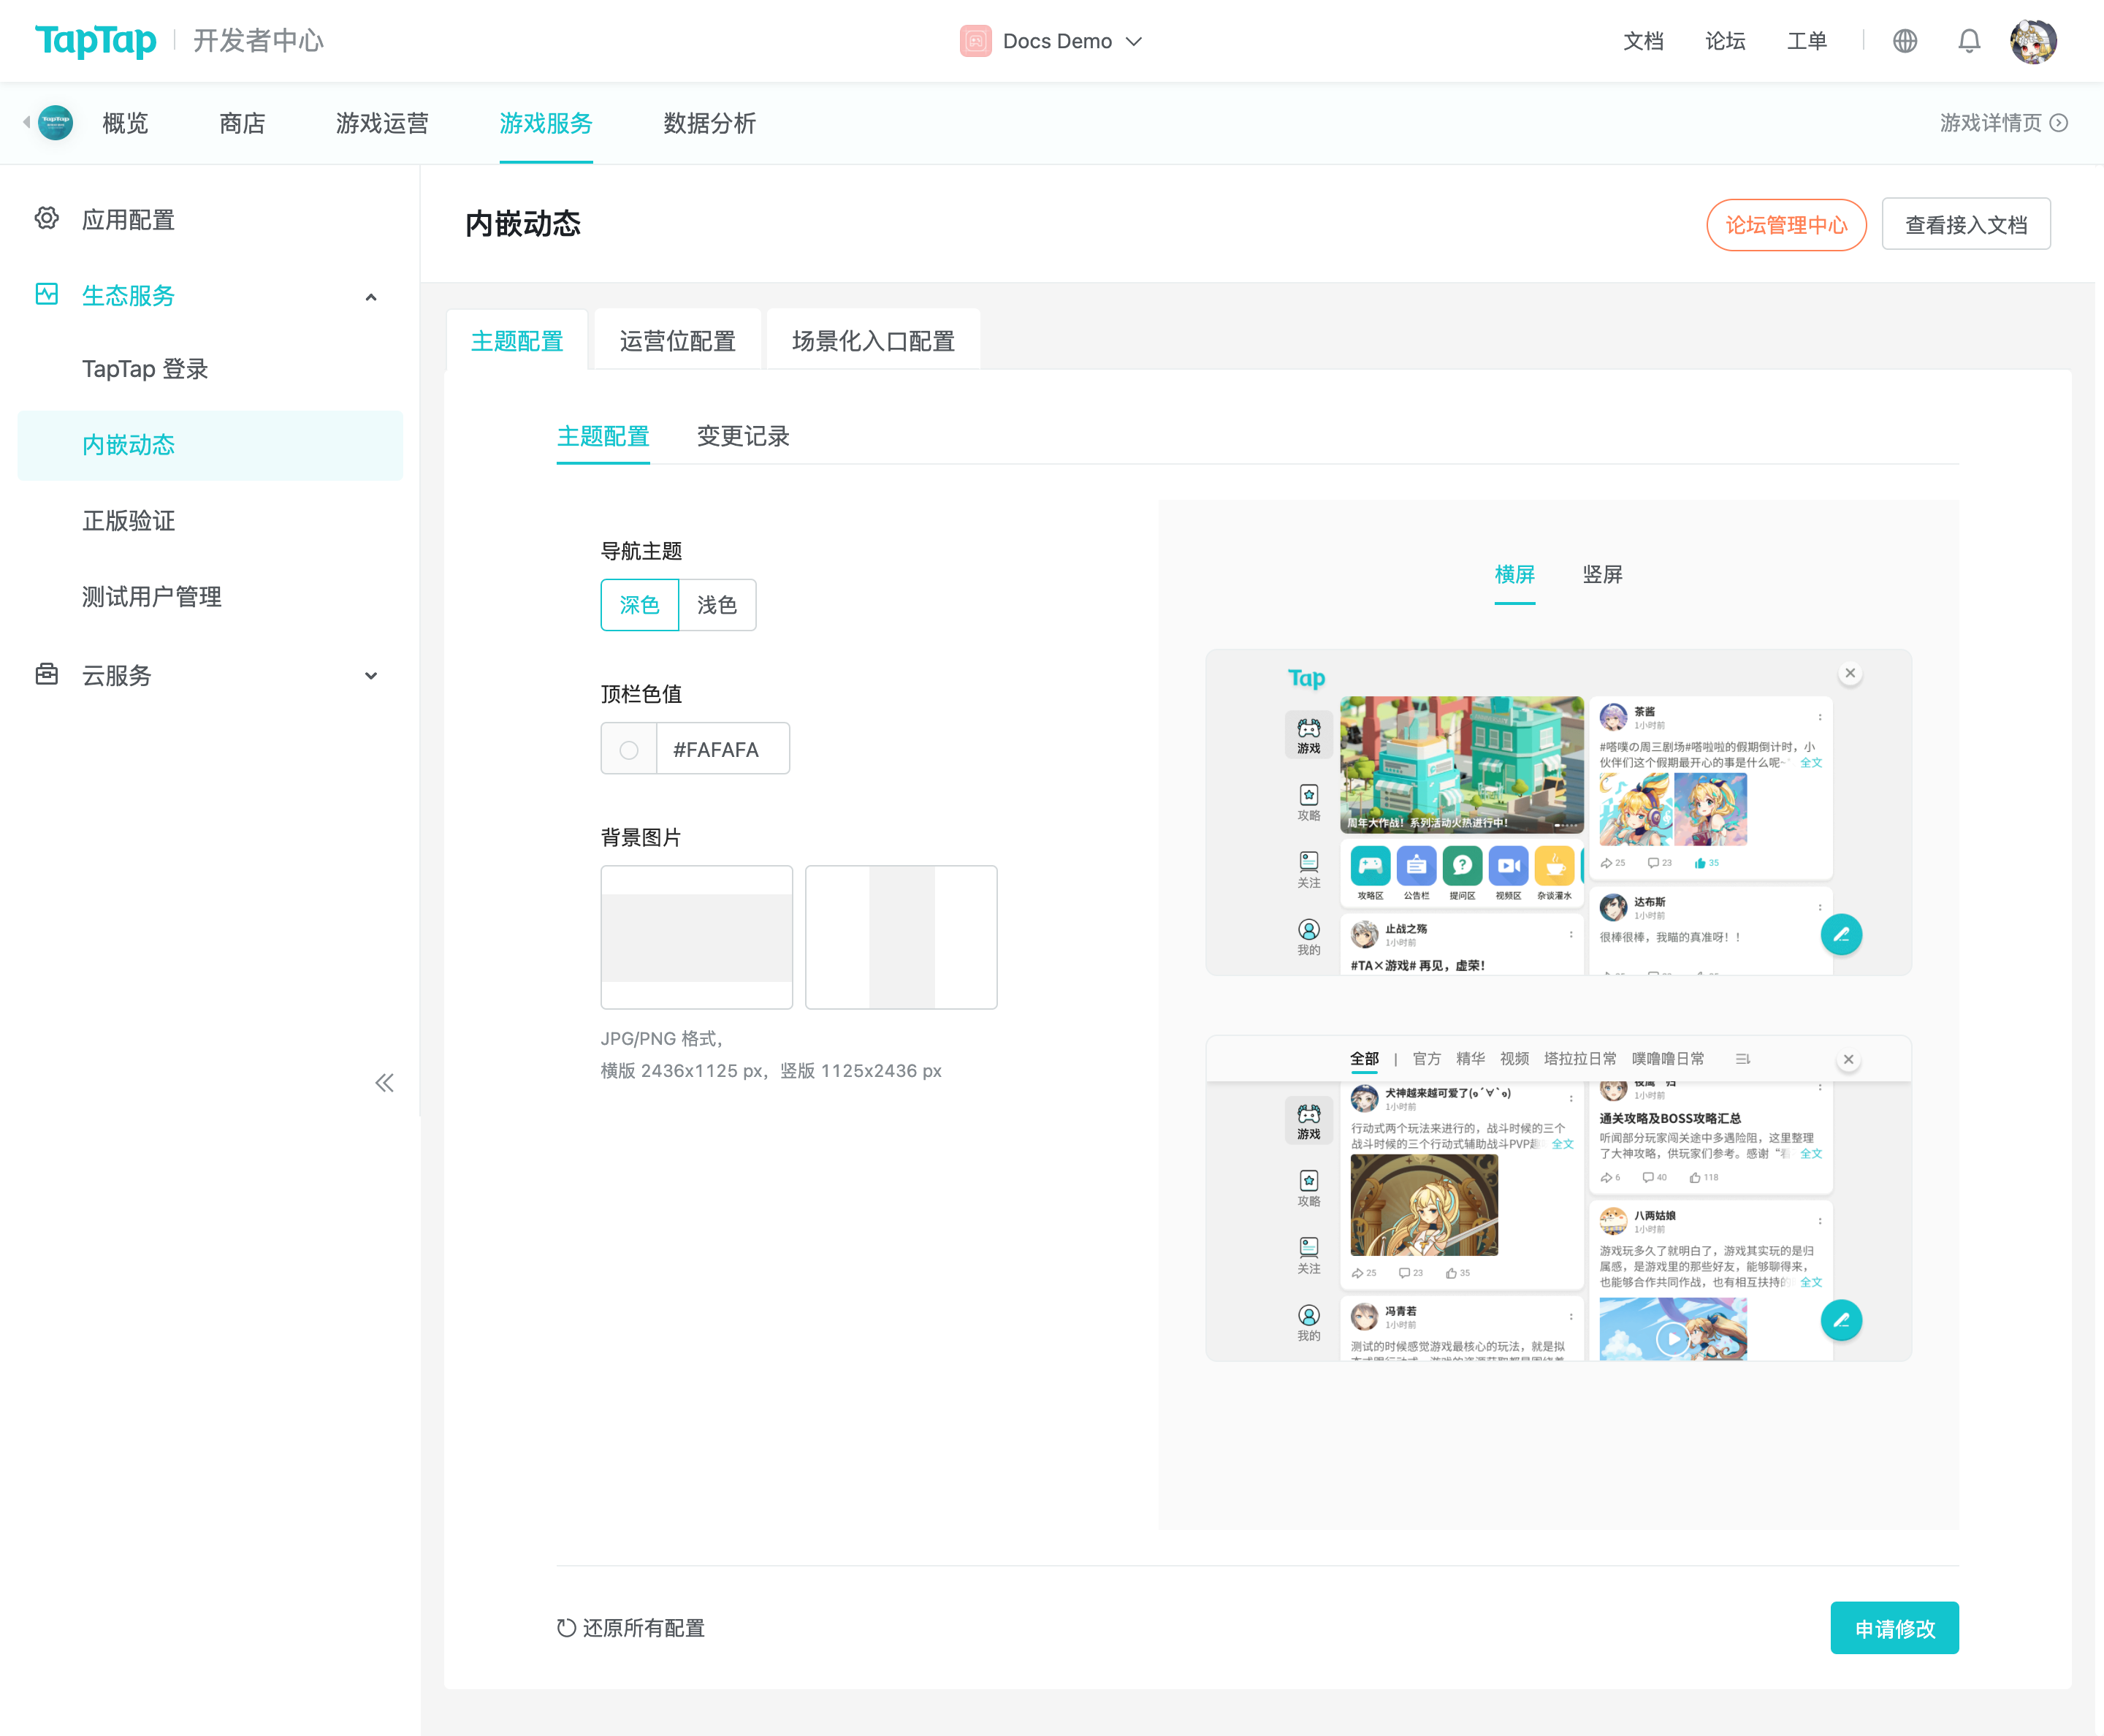 TapTap 开发者中心
Docs Demo
文档 论坛 工单
概览 商店 游戏运营 游戏服务 数据分析 游戏详情页
应用配置
生态服务
TapTap 登录
内嵌动态
正版验证
测试用户管理
云服务
内嵌动态
论坛管理中心 查看接入文档
主题配置 运营位配置 场景化入口配置
主题配置 变更记录
导航主题
深色 浅色
顶栏色值
#FAFAFA
背景图片
JPG/PNG 格式,
横版 2436x1125 px，竖版 1125x2436 px
横屏 竖屏
Tap
游戏
攻略
关注
我的
周年大作战！系列活动火热进行中！
攻略区 公告栏 提问区 视频区 杂谈灌水
止战之殇
1小时前
#TA×游戏# 再见，虚荣！
茶酱
1小时前
#嗒噗の周三剧场#嗒啦啦的假期倒计时，小
伙伴们这个假期最开心的事是什么呢~ 全文
25 23 35
达布斯
1小时前
很棒很棒，我瞄的真准呀！！
全部 | 官方 精华 视频 塔拉拉日常 噗噜噜日常
游戏
攻略
关注
我的
犬神越来越可爱了(๑´∀`๑)
1小时前
行动式两个玩法来进行的，战斗时候的三个
战斗时候的三个行动式辅助战斗PVP 全文
25 23 35
冯青若
1小时前
测试的时候感觉游戏最核心的玩法，就是拟
1小时前
通关攻略及BOSS攻略汇总
听闻部分玩家闯关途中多遇险阻，这里整理
了大神攻略，供玩家们参考。感谢“看 全文
6 40 118
八两姑娘
1小时前
游戏玩多久了就明白了，游戏其实玩的是归
属感，是游戏里的那些好友，能够聊得来，
也能够合作共同作战，也有相互扶持的 全文
还原所有配置
申请修改